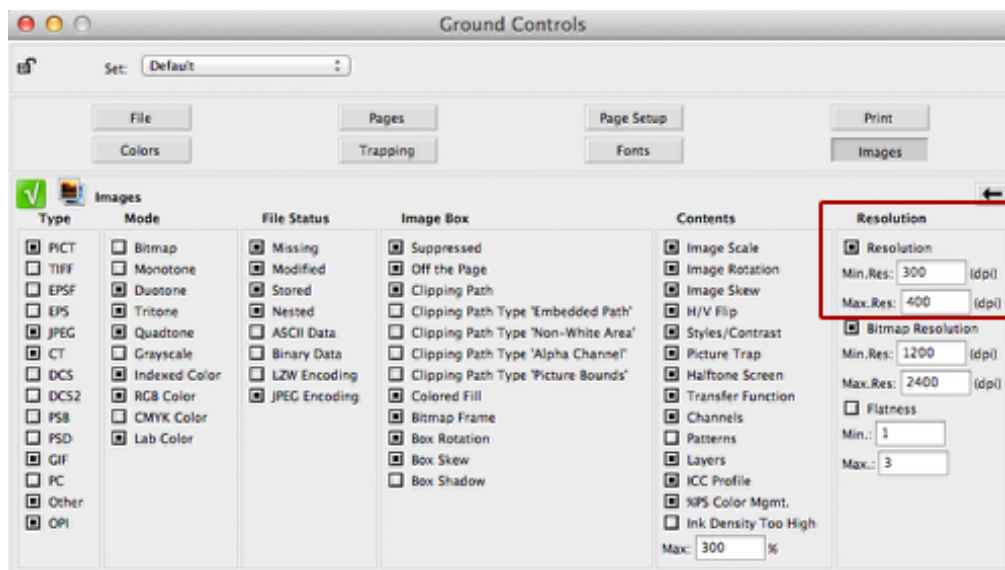 Ground Controls
Set: Default
File Pages Page Setup Print
Colors Trapping Fonts Images
Images
Type
PICT
TIFF
EPSF
EPS
JPEG
CT
DCS
DCS2
PSB
PSD
GIF
PC
Other
OPI
Mode
Bitmap
Monotone
Duotone
Tritone
Quadtone
Grayscale
Indexed Color
RGB Color
CMYK Color
Lab Color
File Status
Missing
Modified
Stored
Nested
ASCII Data
Binary Data
LZW Encoding
JPEG Encoding
Image Box
Suppressed
Off the Page
Clipping Path
Clipping Path Type 'Embedded Path'
Clipping Path Type 'Non-White Area'
Clipping Path Type 'Alpha Channel'
Clipping Path Type 'Picture Bounds'
Colored Fill
Bitmap Frame
Box Rotation
Box Skew
Box Shadow
Contents
Image Scale
Image Rotation
Image Skew
H/V Flip
Styles/Contrast
Picture Trap
Halftone Screen
Transfer Function
Channels
Patterns
Layers
ICC Profile
%PS Color Mgmt.
Ink Density Too High
Max: 300 %
Resolution
Resolution
Min.Res: 300 (dpi)
Max.Res: 400 (dpi)
Bitmap Resolution
Min.Res: 1200 (dpi)
Max.Res: 2400 (dpi)
Flatness
Min.: 1
Max.: 3